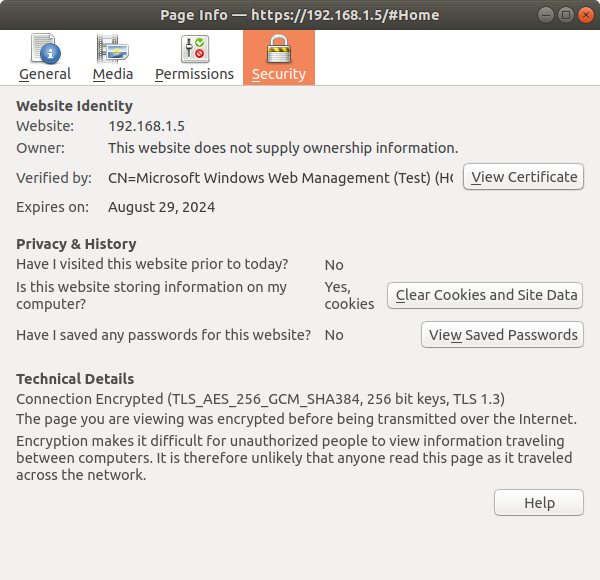 Page Info — https://192.168.1.5/#Home
General Media Permissions Security
Website Identity
Website: 192.168.1.5
Owner: This website does not supply ownership information.
Verified by: CN=Microsoft Windows Web Management (Test) (HO View Certificate
Expires on: August 29, 2024
Privacy & History
Have I visited this website prior to today? No
Is this website storing information on my computer? Yes, cookies Clear Cookies and Site Data
Have I saved any passwords for this website? No View Saved Passwords
Technical Details
Connection Encrypted (TLS_AES_256_GCM_SHA384, 256 bit keys, TLS 1.3)
The page you are viewing was encrypted before being transmitted over the Internet.
Encryption makes it difficult for unauthorized people to view information traveling
between computers. It is therefore unlikely that anyone read this page as it traveled
across the network.
Help